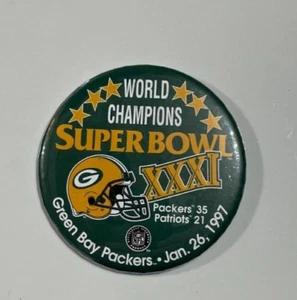 WORLD
CHAMPIONS
SUPER BOWL
XXXI
G
Packers 35
Patriots 21
Green Bay Packers • Jan. 26, 1997